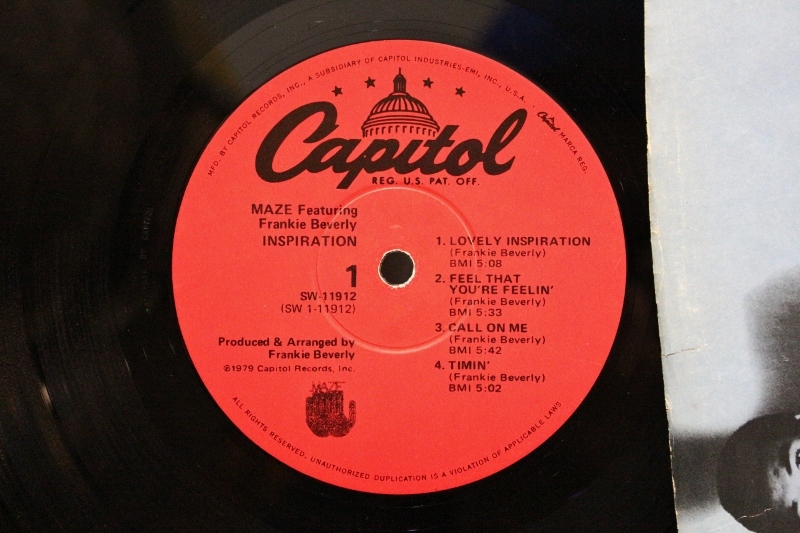 MFD. BY CAPITOL RECORDS, INC., A SUBSIDIARY OF CAPITOL INDUSTRIES-EMI, INC., U.S.A. · Capitol MARCA REG.
Capitol
REG. U.S. PAT. OFF.
MAZE Featuring
Frankie Beverly
INSPIRATION
1
SW-11912
(SW 1-11912)
Produced & Arranged by
Frankie Beverly
℗1979 Capitol Records, Inc.
MAZE
1. LOVELY INSPIRATION
(Frankie Beverly)
BMI 5:08
2. FEEL THAT
YOU'RE FEELIN'
(Frankie Beverly)
BMI 5:33
3. CALL ON ME
(Frankie Beverly)
BMI 5:42
4. TIMIN'
(Frankie Beverly)
BMI 5:02
ALL RIGHTS RESERVED. UNAUTHORIZED DUPLICATION IS A VIOLATION OF APPLICABLE LAWS